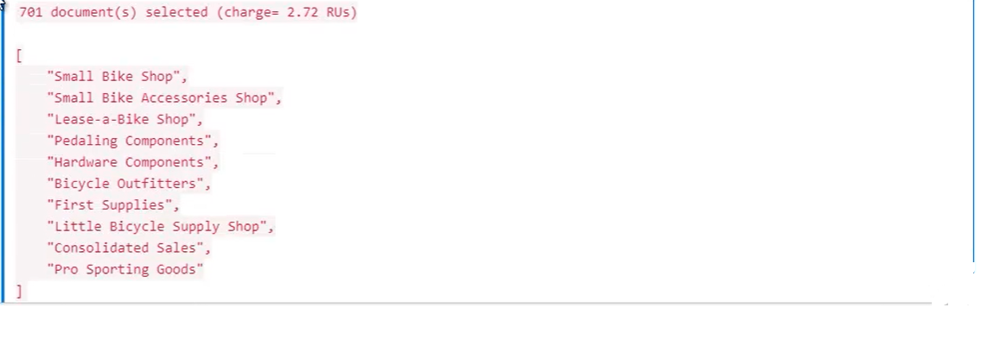 701 document(s) selected (charge= 2.72 RUs)
[
"Small Bike Shop",
"Small Bike Accessories Shop",
"Lease-a-Bike Shop",
"Pedaling Components",
"Hardware Components",
"Bicycle Outfitters",
"First Supplies",
"Little Bicycle Supply Shop",
"Consolidated Sales",
"Pro Sporting Goods"
]